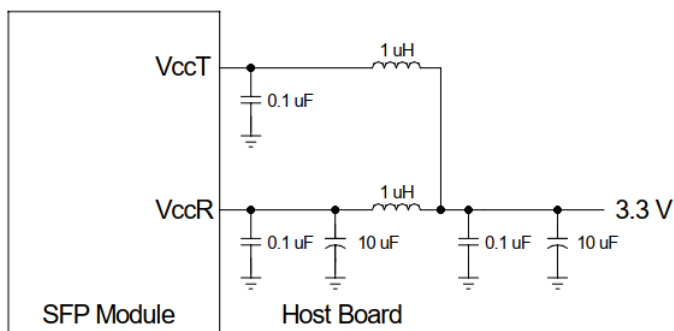 1 uH
VccT
0.1 uF
1 uH
VccR
3.3 V
0.1 uF
10 uF
0.1 uF
10 uF
SFP Module
Host Board